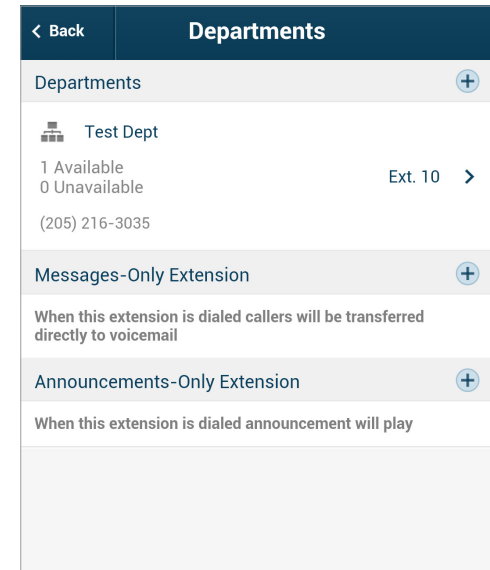 Back
Departments
Departments
Test Dept
1 Available
0 Unavailable
Ext. 10
(205) 216-3035
Messages-Only Extension
When this extension is dialed callers will be transferred
directly to voicemail
Announcements-Only Extension
When this extension is dialed announcement will play